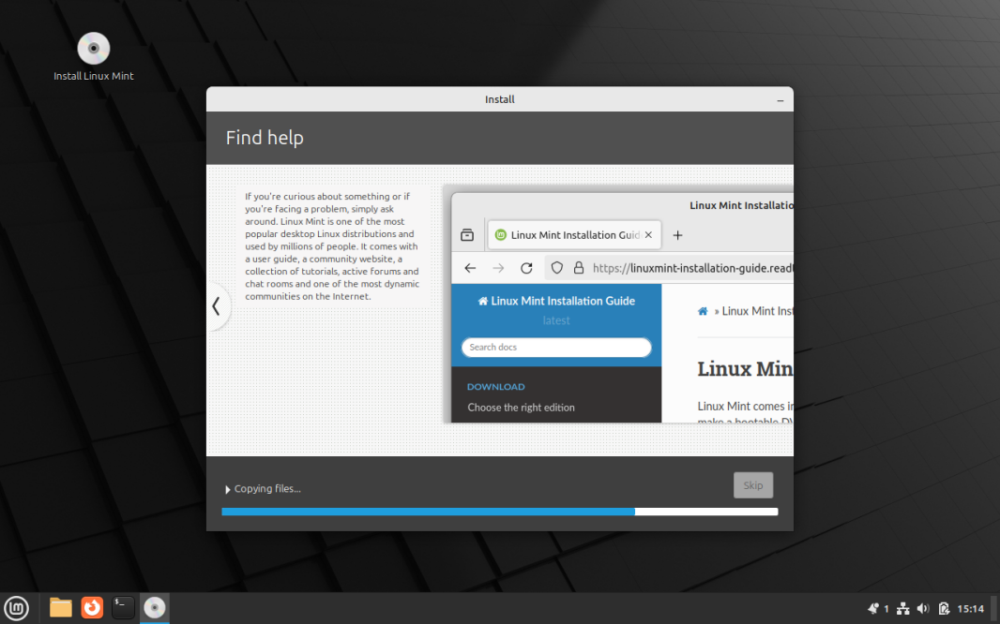 Install Linux Mint
Install
Find help
If you're curious about something or if
you're facing a problem, simply ask
around. Linux Mint is one of the most
popular desktop Linux distributions and
used by millions of people. It comes with
a user guide, a community website, a
collection of tutorials, active forums and
chat rooms and one of the most dynamic
communities on the Internet.
Linux Mint Installatio
Linux Mint Installation Guid
https://linuxmint-installation-guide.readt
Linux Mint Installation Guide
latest
Search docs
DOWNLOAD
Choose the right edition
» Linux Mint Inst
Linux Min
Linux Mint comes in
make a bootable DV
Copying files...
Skip
1
15:14